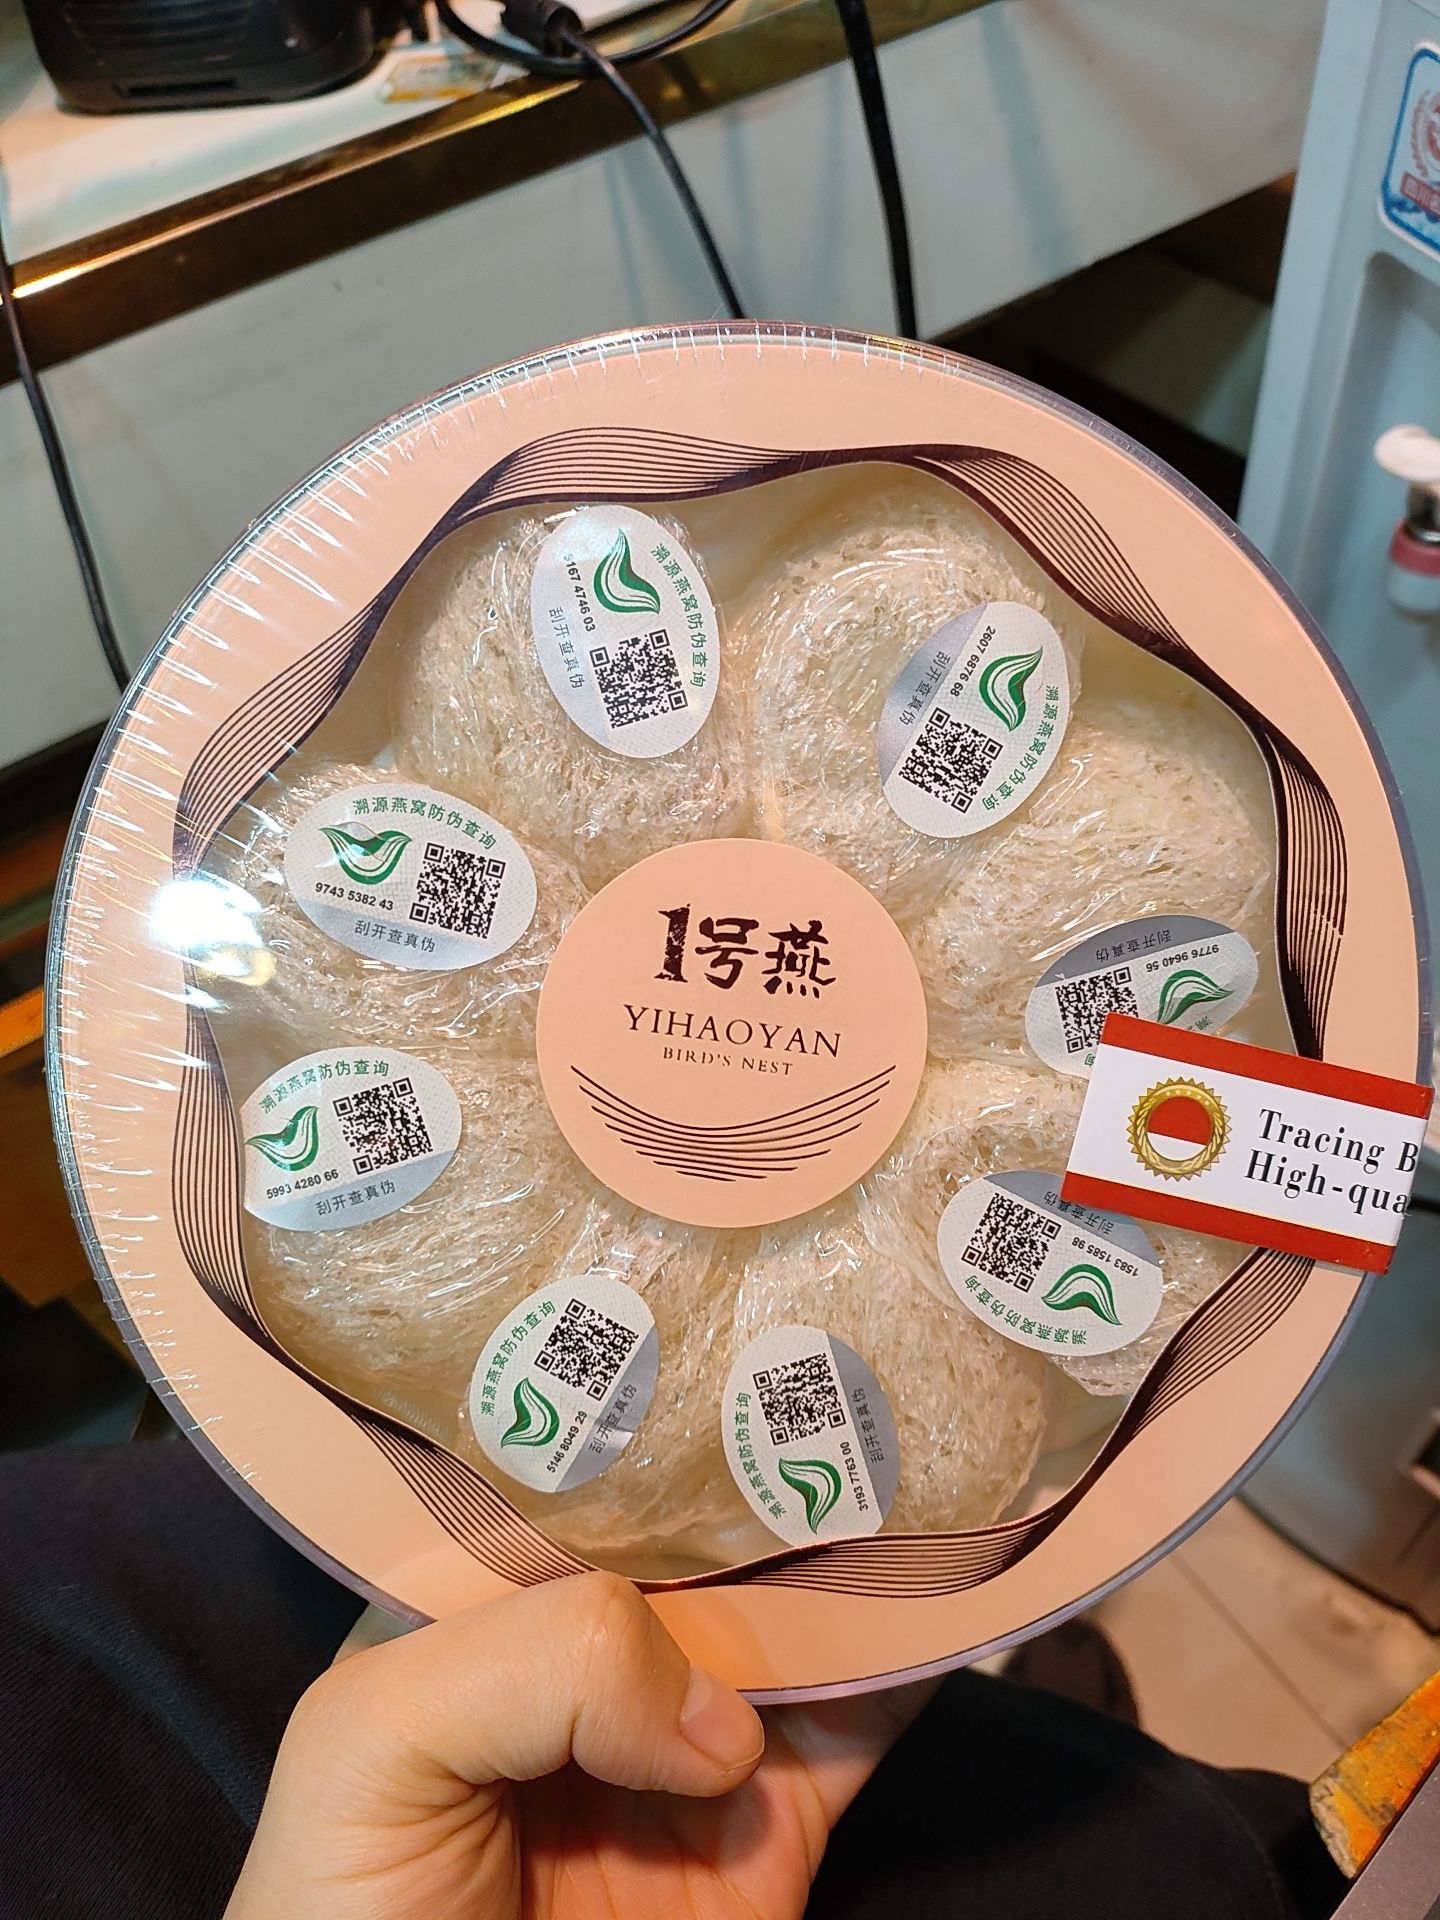 溯源燕窝防伪查询
9167 4746 03
刮开查真伪
2607 6876 68
刮开查真伪
溯源燕窝防伪查询
溯源燕窝防伪查询
9743 5382 43
刮开查真伪
1号燕
YIHAOYAN
BIRD'S NEST
刮开查真伪
9776 9640 56
溯
询
Tracing B
High-qua
溯源燕窝防伪查询
5993 4280 66
刮开查真伪
刮开查真伪
1583 1585 98
溯源燕窝防伪查询
溯源燕窝防伪查询
5146 8049 29
刮开查真伪
溯源燕窝防伪查询
3193 7763 00
刮开查真伪